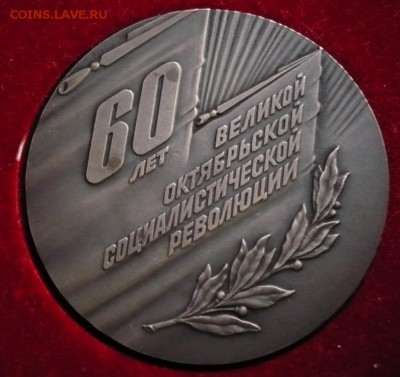 COINS.LAVE.RU
60
ЛЕТ
ВЕЛИКОЙ
ОКТЯБРЬСКОЙ
СОЦИАЛИСТИЧЕСКОЙ
РЕВОЛЮЦИИ